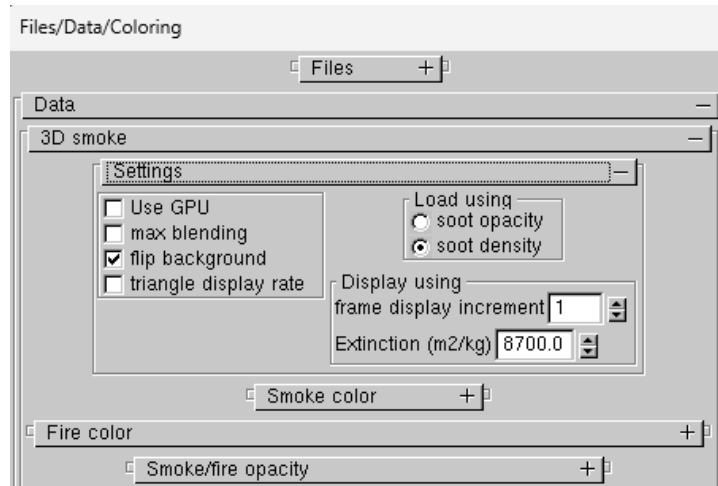 Files/Data/Coloring
Files +
Data −
3D smoke −
Settings −
Use GPU
max blending
flip background
triangle display rate
Load using
soot opacity
soot density
Display using
frame display increment 1
Extinction (m2/kg) 8700.0
Smoke color +
Fire color +
Smoke/fire opacity +